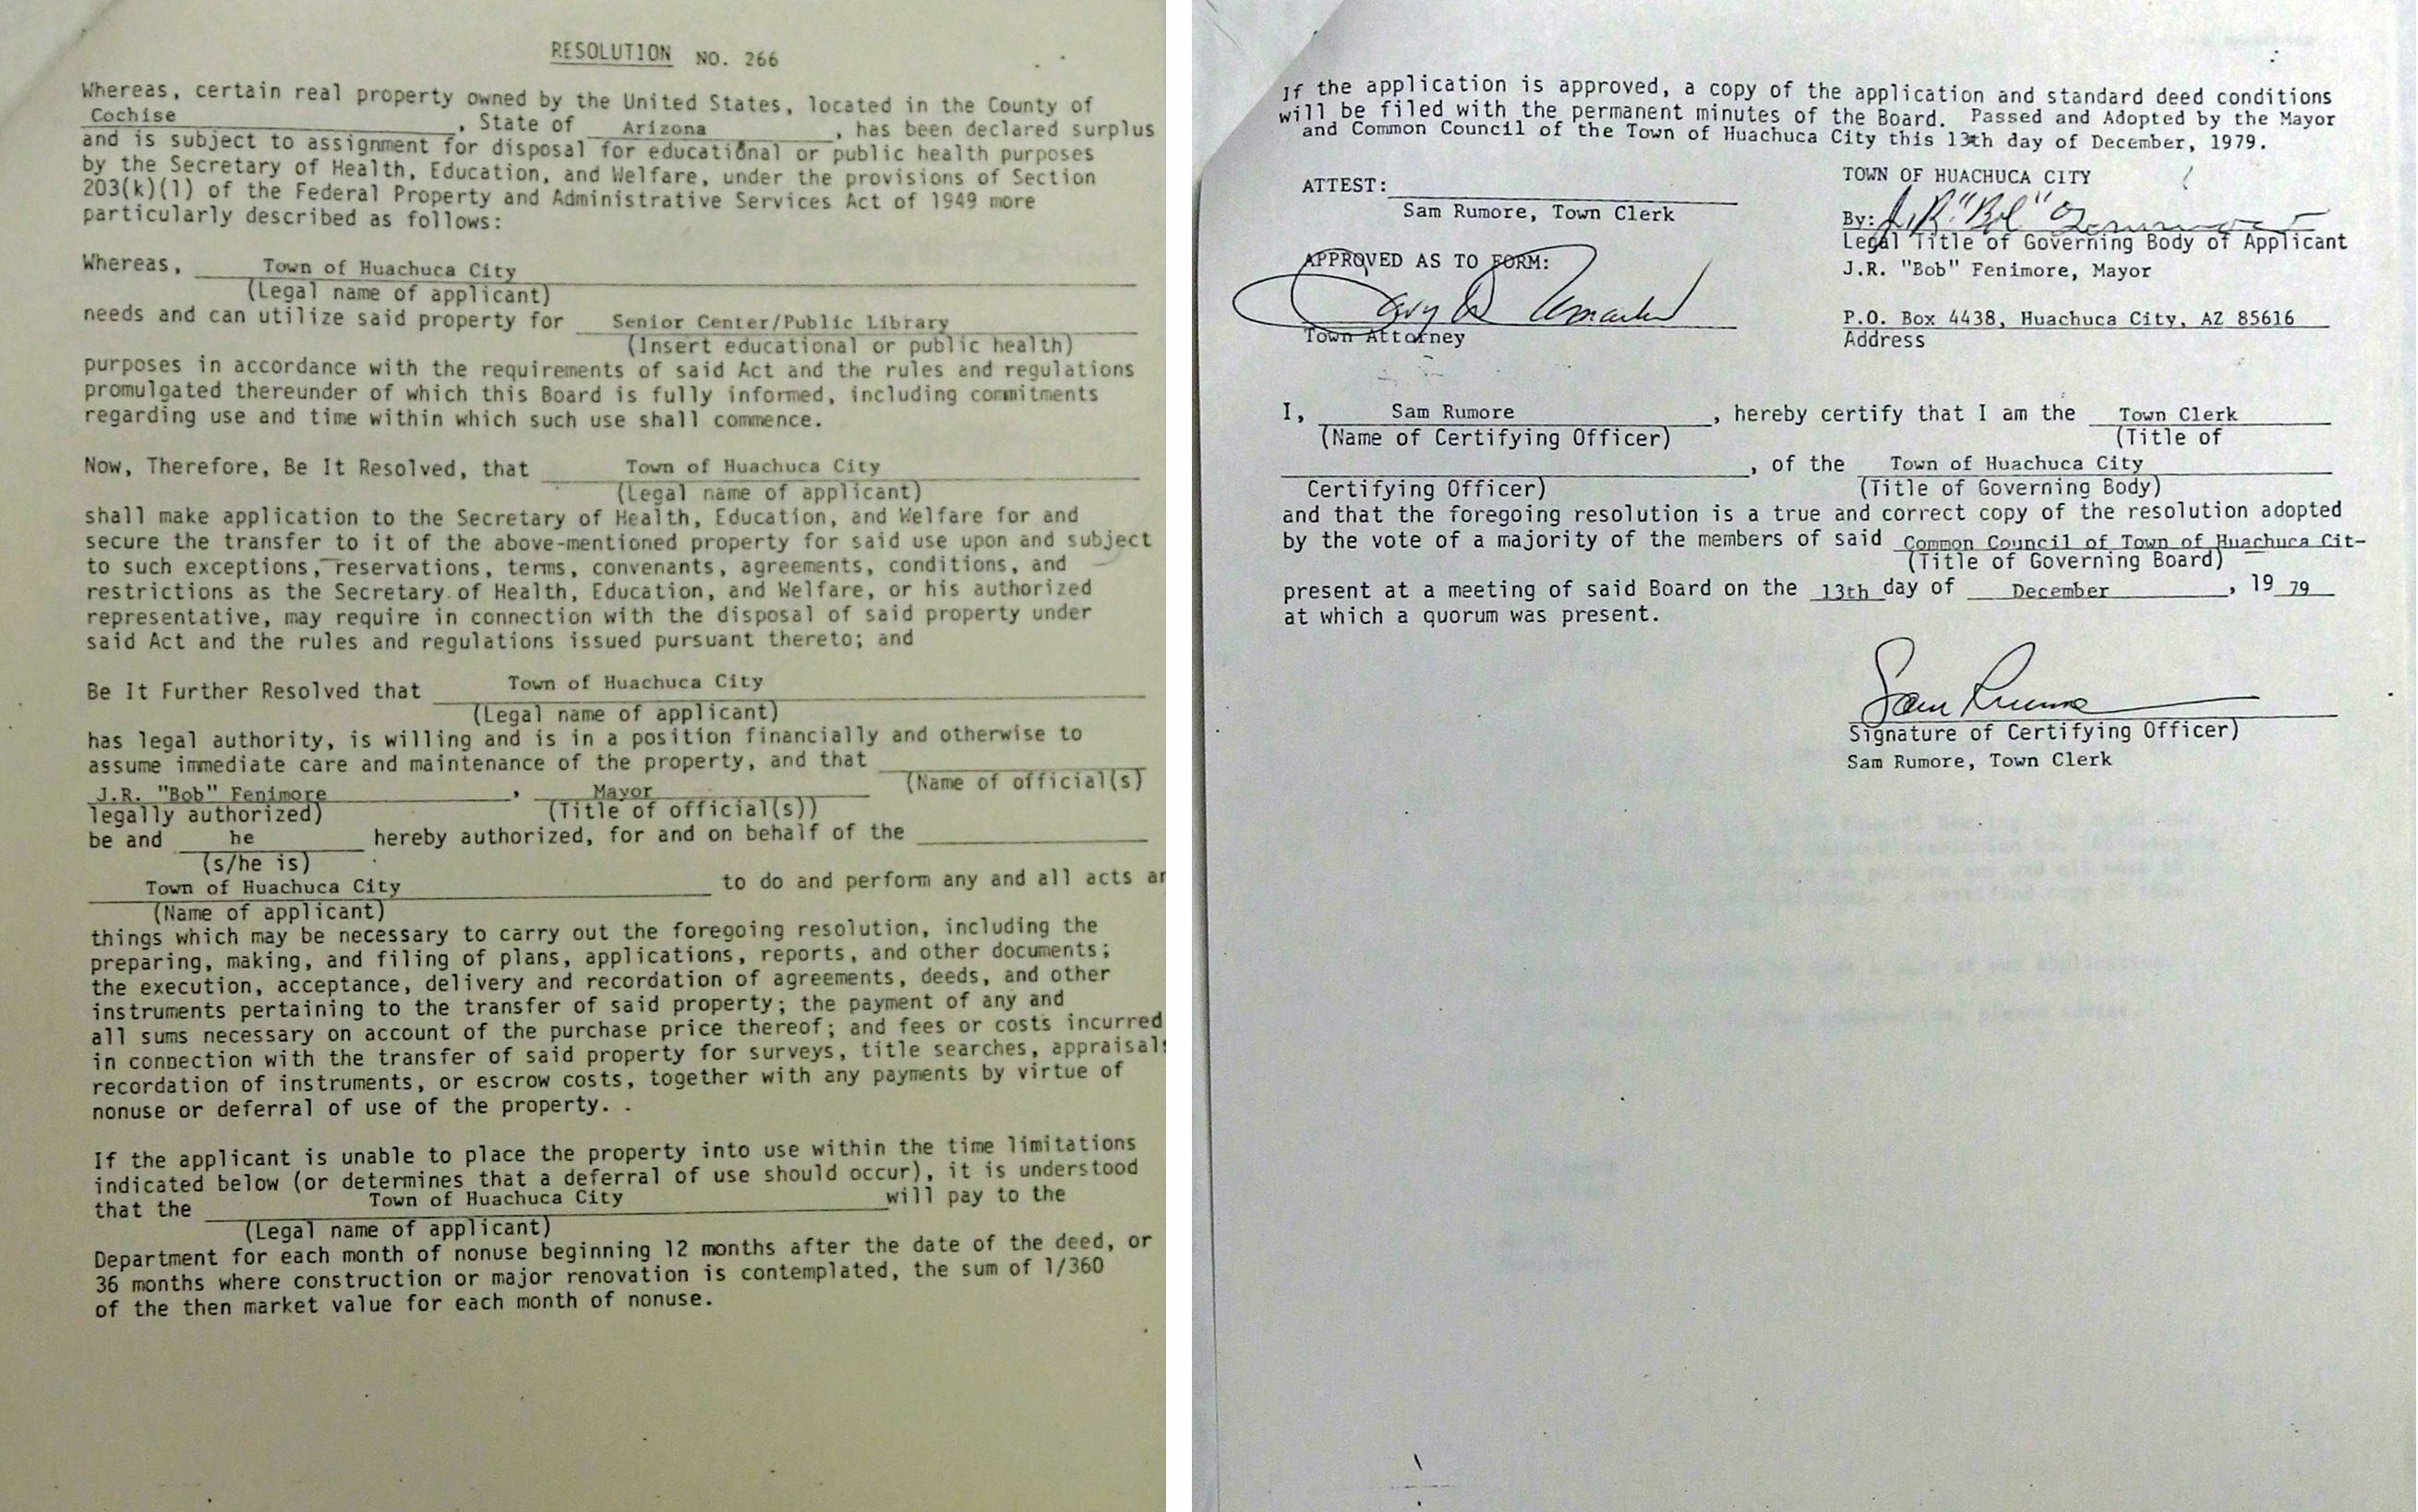 RESOLUTION NO. 266
Whereas, certain real property owned by the United States, located in the County of
Cochise, State of Arizona, has been declared surplus
and is subject to assignment for disposal for educational or public health purposes
by the Secretary of Health, Education, and Welfare, under the provisions of Section
203(k)(1) of the Federal Property and Administrative Services Act of 1949 more
particularly described as follows:
Whereas, Town of Huachuca City
(Legal name of applicant)
needs and can utilize said property for Senior Center/Public Library
(Insert educational or public health)
purposes in accordance with the requirements of said Act and the rules and regulations
promulgated thereunder of which this Board is fully informed, including commitments
regarding use and time within which such use shall commence.
Now, Therefore, Be It Resolved, that Town of Huachuca City
(Legal name of applicant)
shall make application to the Secretary of Health, Education, and Welfare for and
secure the transfer to it of the above-mentioned property for said use upon and subject
to such exceptions, reservations, terms, convenants, agreements, conditions, and
restrictions as the Secretary of Health, Education, and Welfare, or his authorized
representative, may require in connection with the disposal of said property under
said Act and the rules and regulations issued pursuant thereto; and
Be It Further Resolved that Town of Huachuca City
(Legal name of applicant)
has legal authority, is willing and is in a position financially and otherwise to
assume immediate care and maintenance of the property, and that
(Name of official(s)
J.R. "Bob" Fenimore, Mayor
legally authorized) (Title of official(s))
be and he hereby authorized, for and on behalf of the
(s/he is)
Town of Huachuca City to do and perform any and all acts an
(Name of applicant)
things which may be necessary to carry out the foregoing resolution, including the
preparing, making, and filing of plans, applications, reports, and other documents;
the execution, acceptance, delivery and recordation of agreements, deeds, and other
instruments pertaining to the transfer of said property; the payment of any and
all sums necessary on account of the purchase price thereof; and fees or costs incurred
in connection with the transfer of said property for surveys, title searches, appraisals
recordation of instruments, or escrow costs, together with any payments by virtue of
nonuse or deferral of use of the property. .
If the applicant is unable to place the property into use within the time limitations
indicated below (or determines that a deferral of use should occur), it is understood
that the Town of Huachuca City will pay to the
(Legal name of applicant)
Department for each month of nonuse beginning 12 months after the date of the deed, or
36 months where construction or major renovation is contemplated, the sum of 1/360
of the then market value for each month of nonuse.
If the application is approved, a copy of the application and standard deed conditions
will be filed with the permanent minutes of the Board. Passed and Adopted by the Mayor
and Common Council of the Town of Huachuca City this 13th day of December, 1979.
TOWN OF HUACHUCA CITY
ATTEST:
Sam Rumore, Town Clerk
By: J.R. "Bob" Fenimore
Legal Title of Governing Body of Applicant
J.R. "Bob" Fenimore, Mayor
APPROVED AS TO FORM:
Town Attorney
P.O. Box 4438, Huachuca City, AZ 85616
Address
I, Sam Rumore, hereby certify that I am the Town Clerk
(Name of Certifying Officer) (Title of
, of the Town of Huachuca City
Certifying Officer) (Title of Governing Body)
and that the foregoing resolution is a true and correct copy of the resolution adopted
by the vote of a majority of the members of said Common Council of Town of Huachuca Cit-
(Title of Governing Board)
present at a meeting of said Board on the 13th day of December, 19 79
at which a quorum was present.
Sam Rumore
Signature of Certifying Officer)
Sam Rumore, Town Clerk